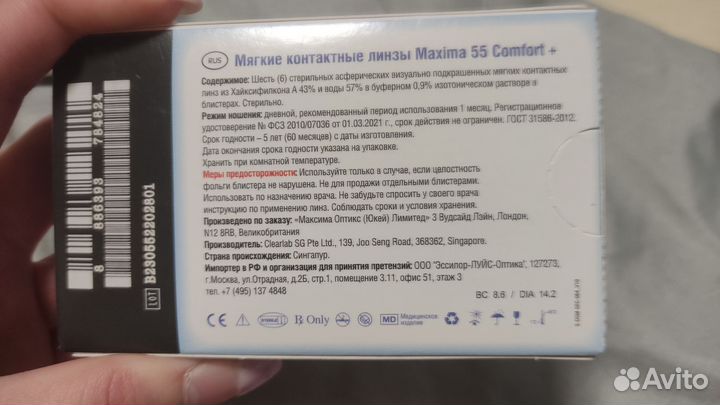 RUS
Мягкие контактные линзы Maxima 55 Comfort +
Содержимое: Шесть (6) стерильных асферических визуально подкрашенных мягких контактных
линз из Хайксифилкона А 43% и воды 57% в буферном 0,9% изотоническом растворе в
блистерах. Стерильно.
Режим ношения: дневной, рекомендованный период использования 1 месяц. Регистрационное
удостоверение № ФСЗ 2010/07036 от 01.03.2021 г., срок действия не ограничен. ГОСТ 31586-2012.
Срок годности – 5 лет (60 месяцев) с даты изготовления.
Дата окончания срока годности указана на упаковке.
Хранить при комнатной температуре.
Меры предосторожности: Используйте только в случае, если целостность
фольги блистера не нарушена. Не для продажи отдельными блистерами.
Использовать по назначению врача. Не забудьте спросить у своего врача
инструкцию по применению линз. Соблюдать сроки и условия хранения.
Произведено по заказу: «Максима Оптикс (Юкей) Лимитед» 3 Вудсайд Лэйн, Лондон,
N12 8RB, Великобритания
Производитель: Clearlab SG Pte Ltd., 139, Joo Seng Road, 368362, Singapore.
Страна происхождения: Сингапур.
Импортер в РФ и организация для принятия претензий: ООО "Эссилор-ЛУЙС-Оптика", 127273,
г.Москва, ул.Отрадная, д.2Б, стр.1, помещение 3.11, офис 51, этаж 3
тел. +7 (495) 137 4848
BC 8.6 / DIA 14.2
CE Rx Only MD Медицинское
изделие
8 886393 784824
LOT B230552202801
Avito